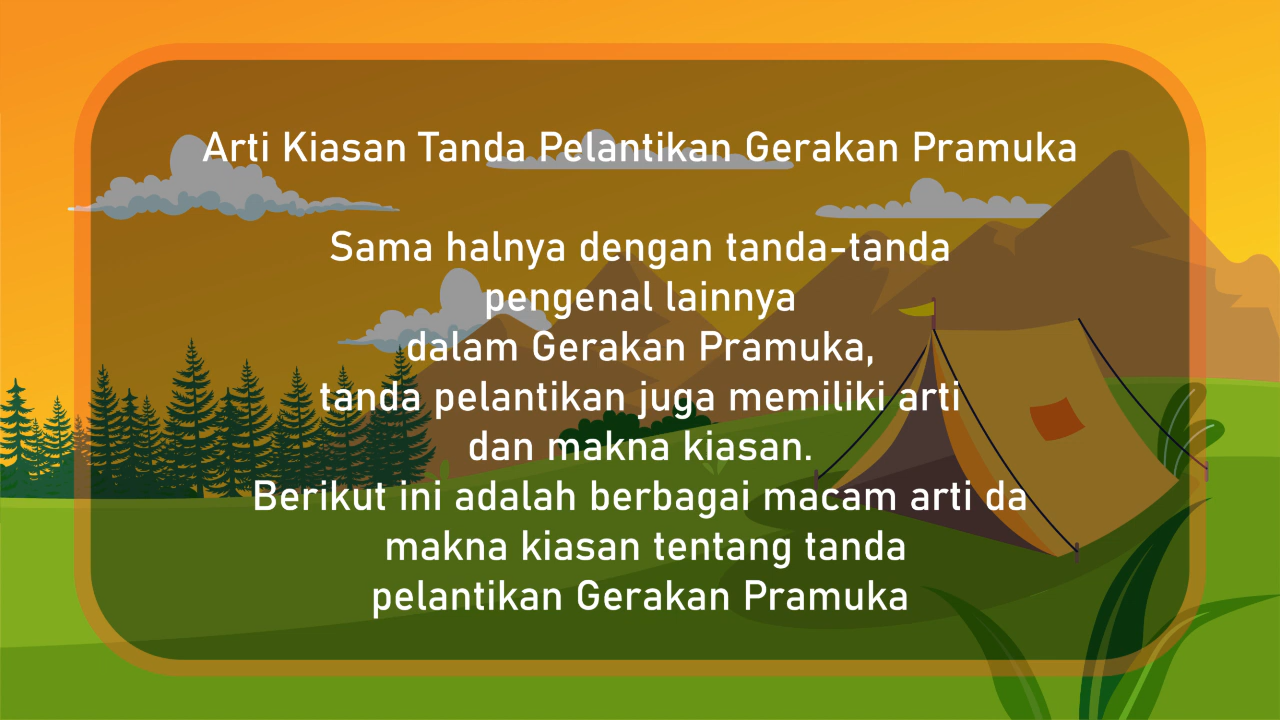 Arti Kiasan Tanda Pelantikan Gerakan Pramuka
Sama halnya dengan tanda-tanda
pengenal lainnya
dalam Gerakan Pramuka,
tanda pelantikan juga memiliki arti
dan makna kiasan.
Berikut ini adalah berbagai macam arti da
makna kiasan tentang tanda
pelantikan Gerakan Pramuka